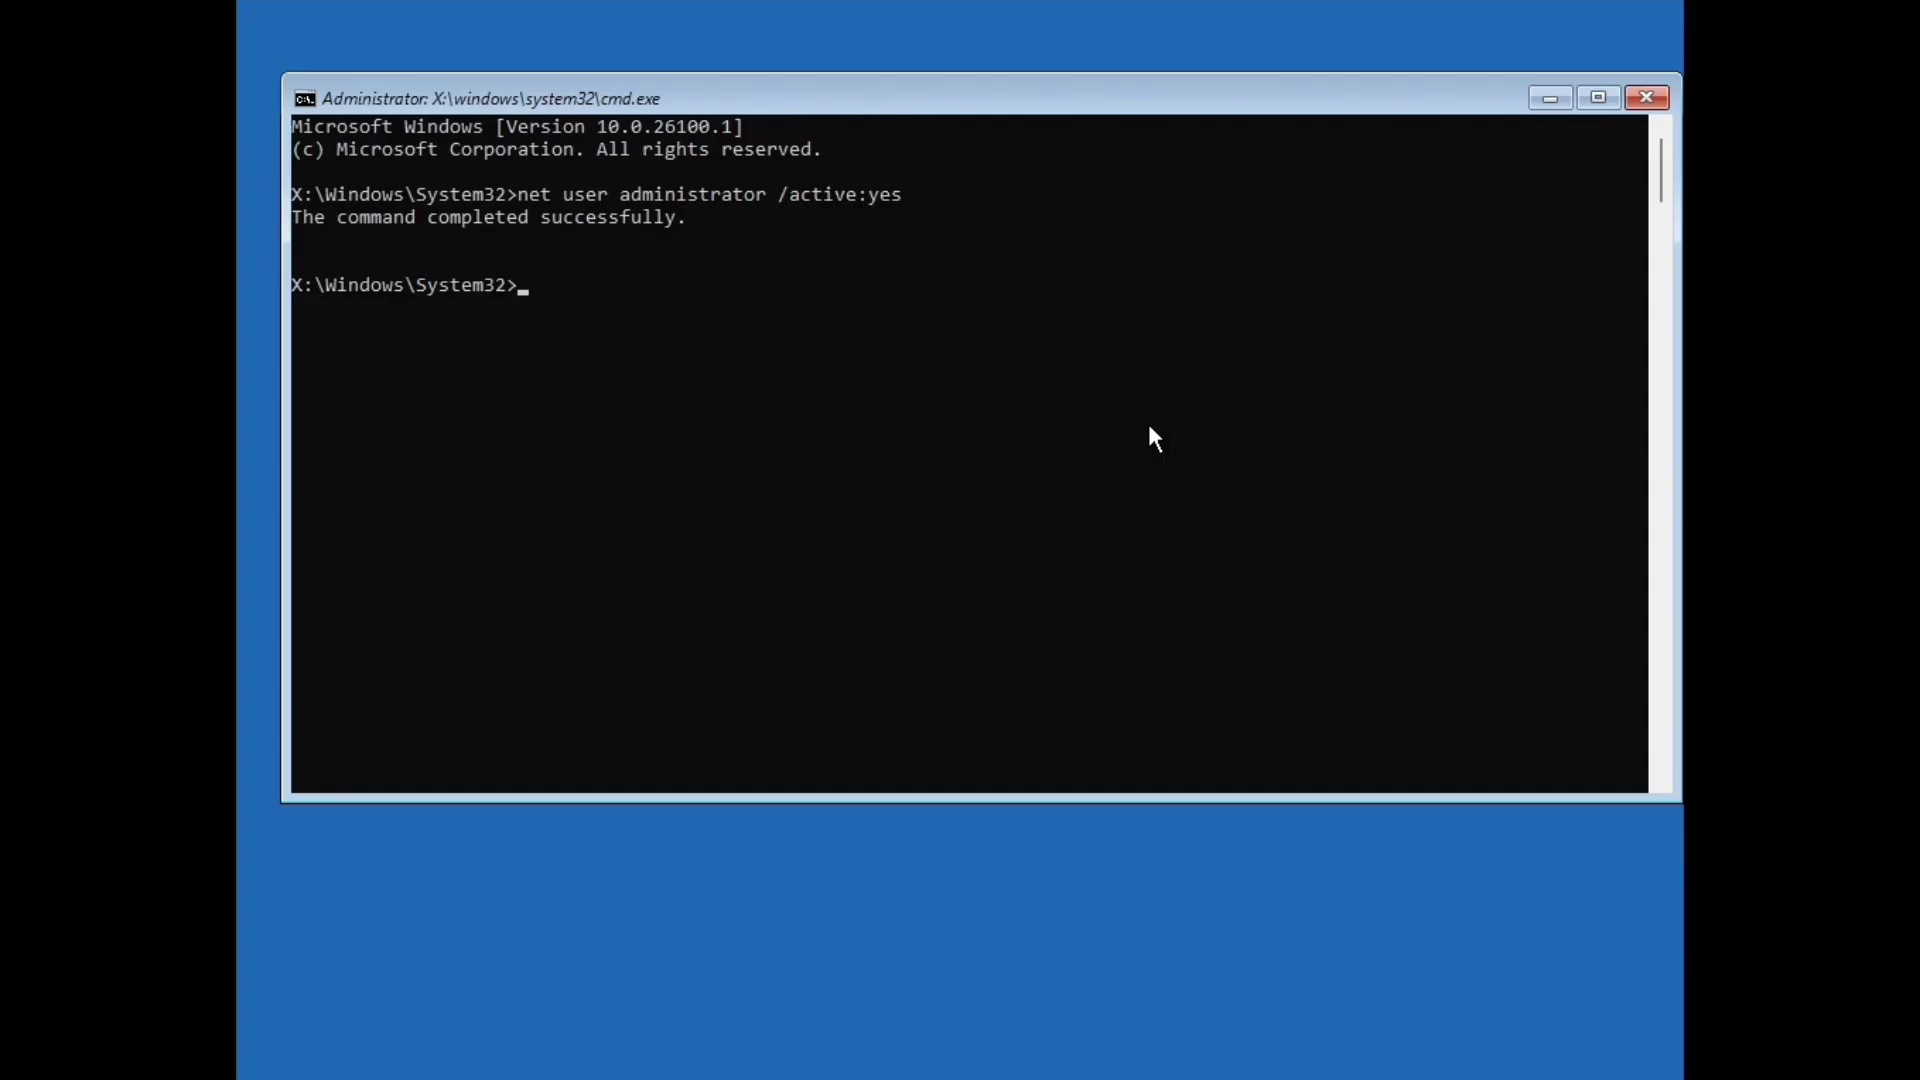 Administrator: X:\windows\system32\cmd.exe
Microsoft Windows [Version 10.0.26100.1]
(c) Microsoft Corporation. All rights reserved.
X:\Windows\System32>net user administrator /active:yes
The command completed successfully.
X:\Windows\System32>